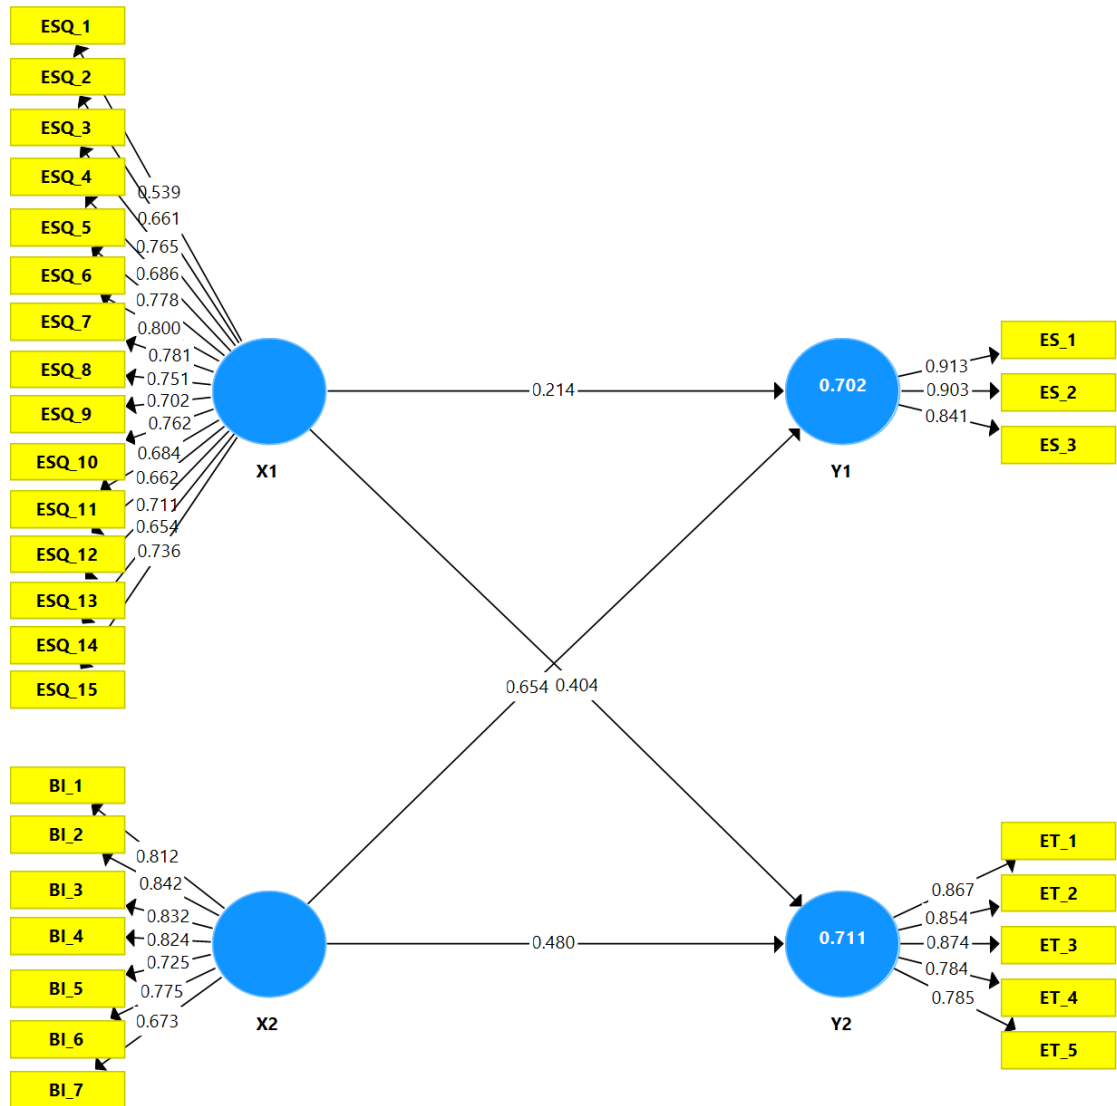 ESQ_1
ESQ_2
ESQ_3
ESQ_4
ESQ_5
ESQ_6
ESQ_7
ESQ_8
ESQ_9
ESQ_10
ESQ_11
ESQ_12
ESQ_13
ESQ_14
ESQ_15
0.539
0.661
0.765
0.686
0.778
0.800
0.781
0.751
0.702
0.762
0.684
0.662
0.711
0.654
0.736
X1
0.214
0.702
Y1
0.913
0.903
0.841
ES_1
ES_2
ES_3
0.654 0.404
BI_1
BI_2
BI_3
BI_4
BI_5
BI_6
BI_7
0.812
0.842
0.832
0.824
0.725
0.775
0.673
X2
0.480
0.711
Y2
0.867
0.854
0.874
0.784
0.785
ET_1
ET_2
ET_3
ET_4
ET_5